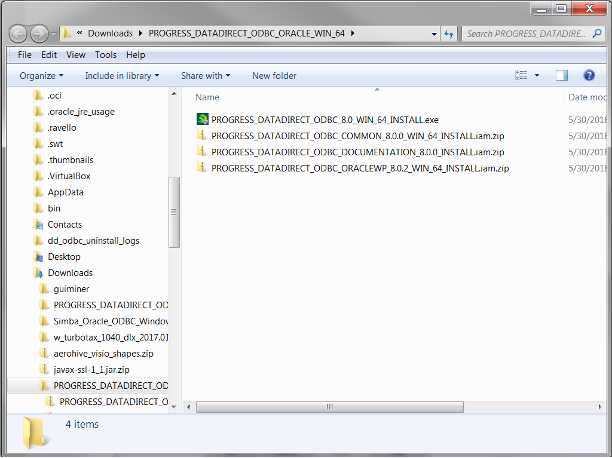 « Downloads ▸ PROGRESS_DATADIRECT_ODBC_ORACLE_WIN_64 ▸
Search PROGRESS_DATADIRE...
File Edit View Tools Help
Organize Include in library Share with New folder
Name Date mod
.oci
.oracle_jre_usage
.ravello
.swt
.thumbnails
.VirtualBox
AppData
bin
Contacts
dd_odbc_uninstall_logs
Desktop
Downloads
guiminer
PROGRESS_DATADIRECT_OD
Simba_Oracle_ODBC_Window
w_turbotax_1040_dlx_2017.01
aerohive_visio_shapes.zip
javax-ssl-1_1.jar.zip
PROGRESS_DATADIRECT_OD
PROGRESS_DATADIRECT_O
PROGRESS_DATADIRECT_ODBC_8.0_WIN_64_INSTALL.exe 5/30/2018
PROGRESS_DATADIRECT_ODBC_COMMON_8.0.0_WIN_64_INSTALL.iam.zip 5/30/2018
PROGRESS_DATADIRECT_ODBC_DOCUMENTATION_8.0.0_INSTALL.iam.zip 5/30/2018
PROGRESS_DATADIRECT_ODBC_ORACLEWP_8.0.2_WIN_64_INSTALL.iam.zip 5/30/2018
4 items